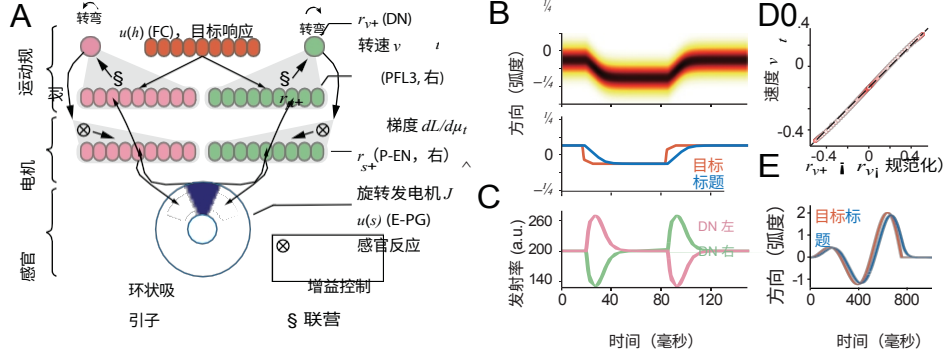 A
转弯
转弯
u(h) (FC)，目标响应
r_{v+} (DN)
转速 v
运动规
划
§
§
(PFL3, 右)
梯度 dL/dμ_t
电机
r_{s+} （P-EN，右）
旋转发电机 J
u(s) (E-PG)
感官
⊗
感官反应
增益控制
环状吸
引子
§ 联营
B
¼
0
−¼
方向（弧度）
¼
0
−¼
目标
标题
C
发射率 (a.u.)
260
200
140
DN 左
DN 右
0
40
80
120
时间（毫秒）
D
0.4
0
-0.4
速度 v
-0.4
0
0.4
规范化)
E
方向（弧度）
2
1
0
-1
目标标
题
0
400
800
时间（毫秒）